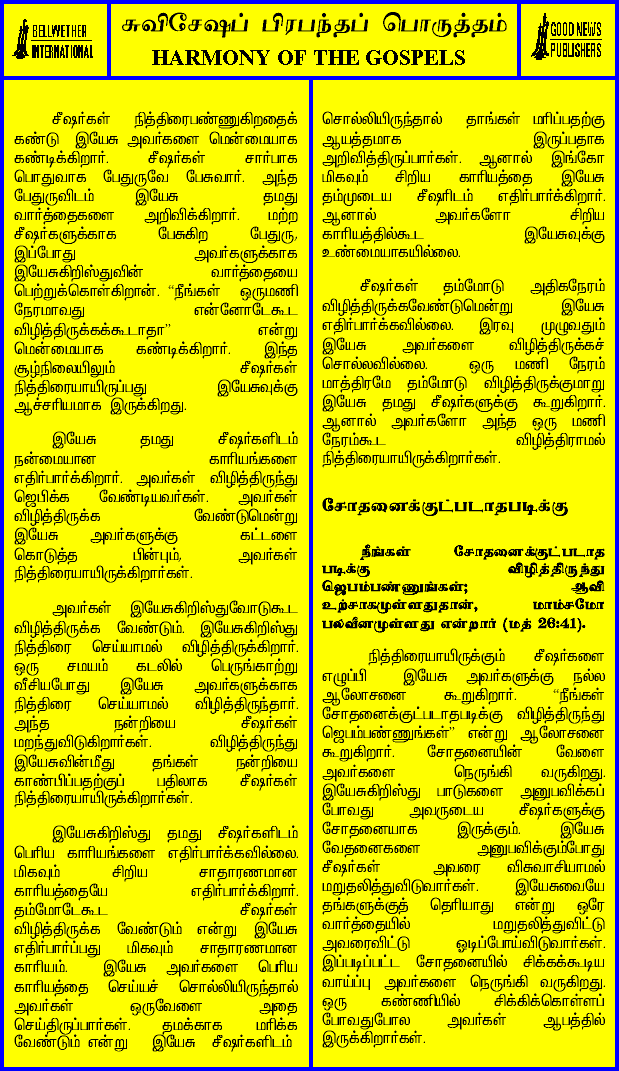 BELLWETHER
INTERNATIONAL
சுவிசேஷப் பிரபந்தப் பொருத்தம்
HARMONY OF THE GOSPELS
GOOD NEWS
PUBLISHERS
சீஷர்கள் நித்திரைபண்ணுகிறதைக்
கண்டு இயேசு அவர்களை மென்மையாக
கண்டிக்கிறார். சீஷர்கள் சார்பாக
பொதுவாக பேதுருவே பேசுவார். அந்த
பேதுருவிடம் இயேசு தமது
வார்த்தைகளை அறிவிக்கிறார். மற்ற
சீஷர்களுக்காக பேசுகிற பேதுரு,
இப்போது அவர்களுக்காக
இயேசுகிறிஸ்துவின் வார்த்தையை
பெற்றுக்கொள்கிறான். “நீங்கள் ஒருமணி
நேரமாவது என்னோடேகூட
விழித்திருக்கக்கூடாதா” என்று
மென்மையாக கண்டிக்கிறார். இந்த
சூழ்நிலையிலும் சீஷர்கள்
நித்திரையாயிருப்பது இயேசுவுக்கு
ஆச்சரியமாக இருக்கிறது.
இயேசு தமது சீஷர்களிடம்
நன்மையான காரியங்களை
எதிர்பார்க்கிறார். அவர்கள் விழித்திருந்து
ஜெபிக்க வேண்டியவர்கள். அவர்கள்
விழித்திருக்க வேண்டுமென்று
இயேசு அவர்களுக்கு கட்டளை
கொடுத்த பின்பும், அவர்கள்
நித்திரையாயிருக்கிறார்கள்.
அவர்கள் இயேசுகிறிஸ்துவோடுகூட
விழித்திருக்க வேண்டும். இயேசுகிறிஸ்து
நித்திரை செய்யாமல் விழித்திருக்கிறார்.
ஒரு சமயம் கடலில் பெருங்காற்று
வீசியபோது இயேசு அவர்களுக்காக
நித்திரை செய்யாமல் விழித்திருந்தார்.
அந்த நன்றியை சீஷர்கள்
மறந்துவிடுகிறார்கள். விழித்திருந்து
இயேசுவின்மீது தங்கள் நன்றியை
காண்பிப்பதற்குப் பதிலாக சீஷர்கள்
நித்திரையாயிருக்கிறார்கள்.
இயேசுகிறிஸ்து தமது சீஷர்களிடம்
பெரிய காரியங்களை எதிர்பார்க்கவில்லை.
மிகவும் சிறிய சாதாரணமான
காரியத்தையே எதிர்பார்க்கிறார்.
தம்மோடேகூட சீஷர்கள்
விழித்திருக்க வேண்டும் என்று இயேசு
எதிர்பார்ப்பது மிகவும் சாதாரணமான
காரியம். இயேசு அவர்களை பெரிய
காரியத்தை செய்யச் சொல்லியிருந்தால்
அவர்கள் ஒருவேளை அதை
செய்திருப்பார்கள். தமக்காக மரிக்க
வேண்டும் என்று இயேசு சீஷர்களிடம்
சொல்லியிருந்தால் தாங்கள் மரிப்பதற்கு
ஆயத்தமாக இருப்பதாக
அறிவித்திருப்பார்கள். ஆனால் இங்கோ
மிகவும் சிறிய காரியத்தை இயேசு
தம்முடைய சீஷரிடம் எதிர்பார்க்கிறார்.
ஆனால் அவர்களோ சிறிய
காரியத்தில்கூட இயேசுவுக்கு
உண்மையாகயில்லை.
சீஷர்கள் தம்மோடு அதிகநேரம்
விழித்திருக்கவேண்டுமென்று இயேசு
எதிர்பார்க்கவில்லை. இரவு முழுவதும்
இயேசு அவர்களை விழித்திருக்கச்
சொல்லவில்லை. ஒரு மணி நேரம்
மாத்திரமே தம்மோடு விழித்திருக்குமாறு
இயேசு தமது சீஷர்களுக்கு கூறுகிறார்.
ஆனால் அவர்களோ அந்த ஒரு மணி
நேரம்கூட விழித்திராமல்
நித்திரையாயிருக்கிறார்கள்.
சோதனைக்குட்படாதபடிக்கு
நீங்கள் சோதனைக்குட்படாத
படிக்கு விழித்திருந்து
ஜெபம்பண்ணுங்கள்; ஆவி
உற்சாகமுள்ளதுதான், மாம்சமோ
பலவீனமுள்ளது என்றார் (மத் 26:41).
நித்திரையாயிருக்கும் சீஷர்களை
எழுப்பி இயேசு அவர்களுக்கு நல்ல
ஆலோசனை கூறுகிறார். “நீங்கள்
சோதனைக்குட்படாதபடிக்கு விழித்திருந்து
ஜெபம்பண்ணுங்கள்” என்று ஆலோசனை
கூறுகிறார். சோதனையின் வேளை
அவர்களை நெருங்கி வருகிறது.
இயேசுகிறிஸ்து பாடுகளை அனுபவிக்கப்
போவது அவருடைய சீஷர்களுக்கு
சோதனையாக இருக்கும். இயேசு
வேதனைகளை அனுபவிக்கும்போது
சீஷர்கள் அவரை விசுவாசியாமல்
மறுதலித்துவிடுவார்கள். இயேசுவையே
தங்களுக்குத் தெரியாது என்று ஒரே
வார்த்தையில் மறுதலித்துவிட்டு
அவரைவிட்டு ஓடிப்போய்விடுவார்கள்.
இப்படிப்பட்ட சோதனையில் சிக்கக்கூடிய
வாய்ப்பு அவர்களை நெருங்கி வருகிறது.
ஒரு கண்ணியில் சிக்கிக்கொள்ளப்
போவதுபோல அவர்கள் ஆபத்தில்
இருக்கிறார்கள்.